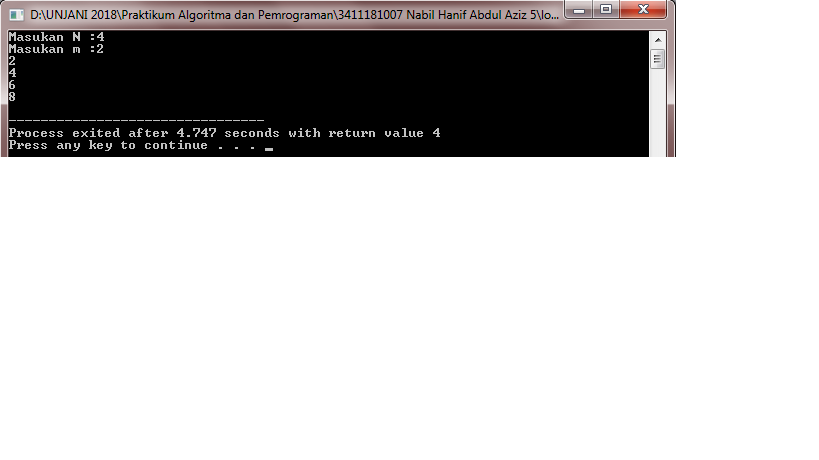 D:\UNJANI 2018\Praktikum Algoritma dan Pemrograman\3411181007 Nabil Hanif Abdul Aziz 5\lo...
Masukan N :4
Masukan m :2
2
4
6
8
--------------------------------
Process exited after 4.747 seconds with return value 4
Press any key to continue . . . _